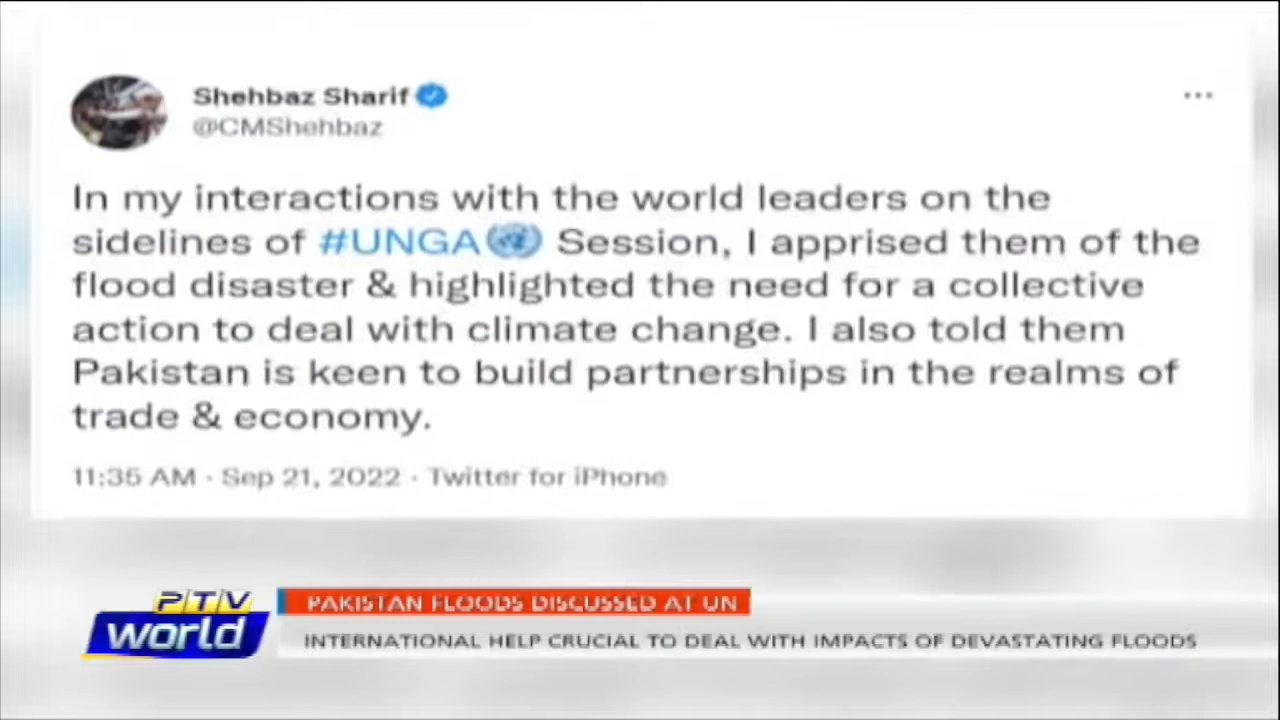 Shehbaz Sharif
@CMShehbaz
In my interactions with the world leaders on the
sidelines of #UNGA Session, I apprised them of the
flood disaster & highlighted the need for a collective
action to deal with climate change. I also told them
Pakistan is keen to build partnerships in the realms of
trade & economy.
11:35 AM · Sep 21, 2022 · Twitter for iPhone
PTV
world
PAKISTAN FLOODS DISCUSSED AT UN
INTERNATIONAL HELP CRUCIAL TO DEAL WITH IMPACTS OF DEVASTATING FLOODS